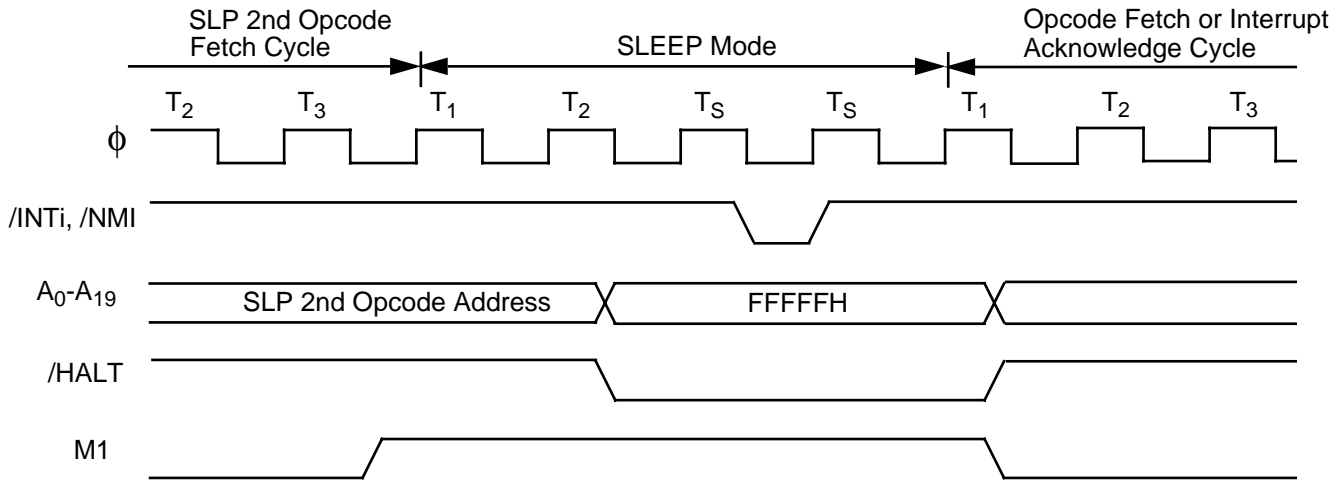 SLP 2nd Opcode
Fetch Cycle
SLEEP Mode
Opcode Fetch or Interrupt
Acknowledge Cycle
T2 T3 T1 T2 TS TS T1 T2 T3
ϕ
/INTi, /NMI
A0-A19
SLP 2nd Opcode Address
FFFFFH
/HALT
M1